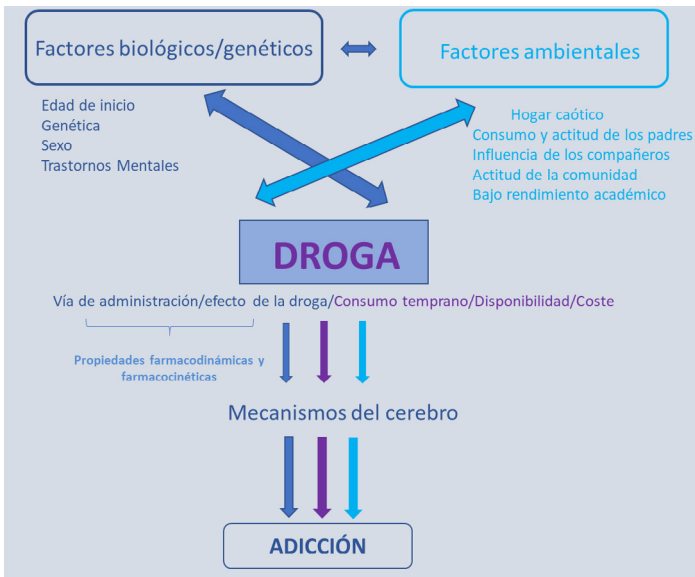 Factores biológicos/genéticos
Factores ambientales
Edad de inicio
Genética
Sexo
Trastornos Mentales
Hogar caótico
Consumo y actitud de los padres
Influencia de los compañeros
Actitud de la comunidad
Bajo rendimiento académico
DROGA
Vía de administración/efecto de la droga/Consumo temprano/Disponibilidad/Coste
Propiedades farmacodinámicas y
farmacocinéticas
Mecanismos del cerebro
ADICCIÓN